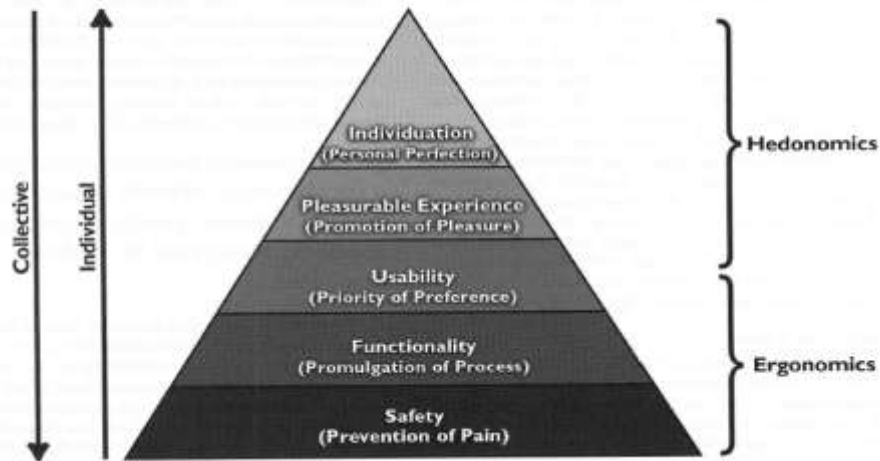 Collective
Individual
Individuation
(Personal Perfection)
Pleasurable Experience
(Promotion of Pleasure)
Usability
(Priority of Preference)
Functionality
(Promulgation of Process)
Safety
(Prevention of Pain)
Hedonomics
Ergonomics